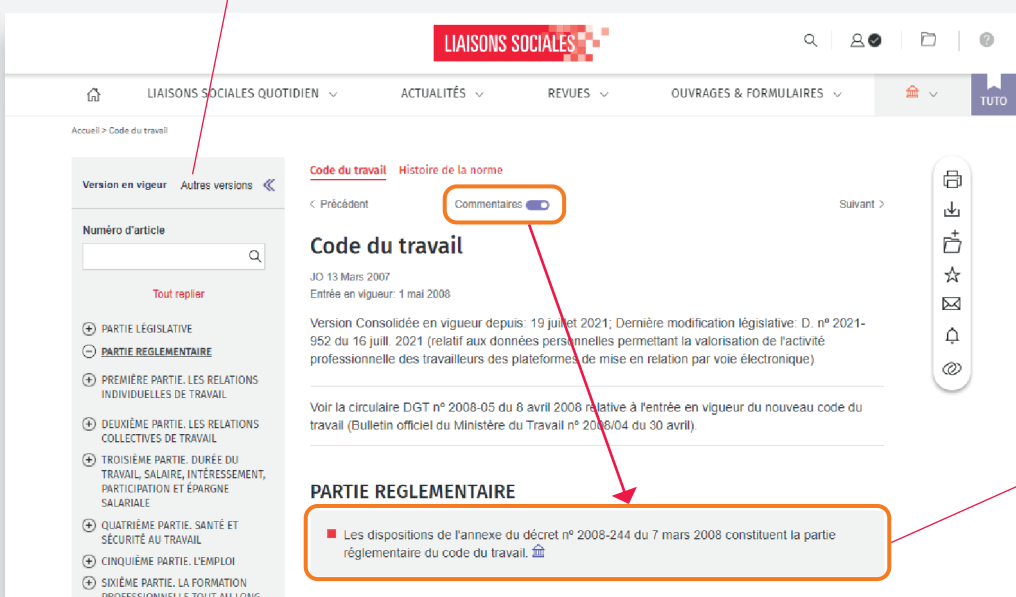 LIAISONS SOCIALES
LIAISONS SOCIALES QUOTIDIEN
ACTUALITÉS
REVUES
OUVRAGES & FORMULAIRES
TUTO
Accueil > Code du travail
Version en vigeur Autres versions
Numéro d'article
Tout replier
PARTIE LÉGISLATIVE
PARTIE REGLEMENTAIRE
PREMIÈRE PARTIE. LES RELATIONS
INDIVIDUELLES DE TRAVAIL
DEUXIÈME PARTIE. LES RELATIONS
COLLECTIVES DE TRAVAIL
TROISIÈME PARTIE. DURÉE DU
TRAVAIL, SALAIRE, INTÉRESSEMENT,
PARTICIPATION ET ÉPARGNE
SALARIALE
QUATRIÈME PARTIE. SANTÉ ET
SÉCURITÉ AU TRAVAIL
CINQUIÈME PARTIE. L'EMPLOI
SIXIÈME PARTIE. LA FORMATION
PROFESSIONNELLE TOUT AU LONG
Code du travail Histoire de la norme
< Précédent
Commentaires
Suivant >
Code du travail
JO 13 Mars 2007
Entrée en vigueur: 1 mai 2008
Version Consolidée en vigueur depuis: 19 juillet 2021; Dernière modification législative: D. nº 2021-
952 du 16 juill. 2021 (relatif aux données personnelles permettant la valorisation de l'activité
professionnelle des travailleurs des plateformes de mise en relation par voie électronique)
Voir la circulaire DGT nº 2008-05 du 8 avril 2008 relative à l'entrée en vigueur du nouveau code du
travail (Bulletin officiel du Ministère du Travail nº 2008/04 du 30 avril).
PARTIE REGLEMENTAIRE
Les dispositions de l'annexe du décret nº 2008-244 du 7 mars 2008 constituent la partie
réglementaire du code du travail.